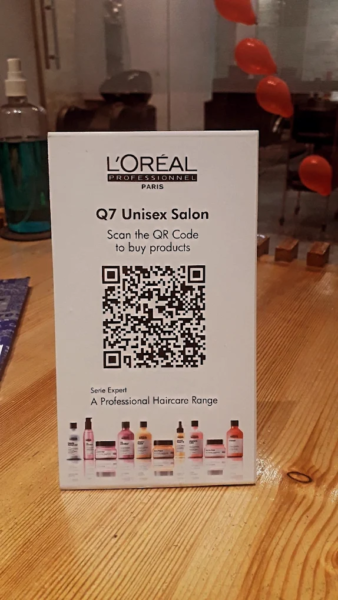 L'ORÉAL
PROFESSIONNEL
PARIS
Q7 Unisex Salon
Scan the QR Code
to buy products
Serie Expert
A Professional Haircare Range